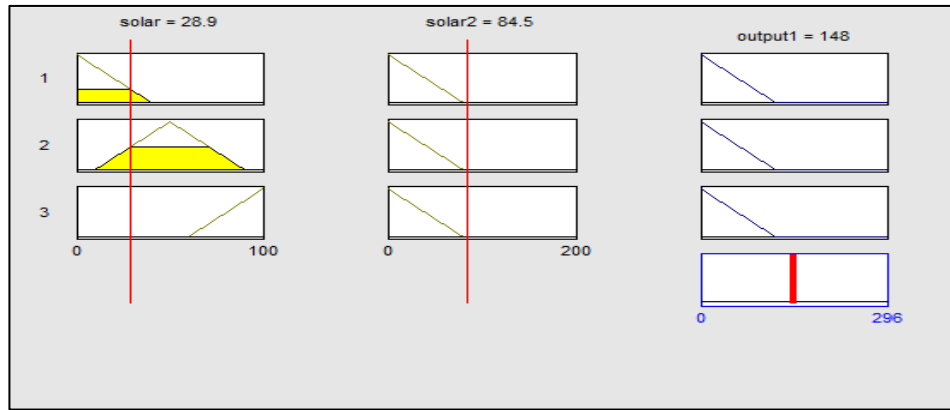 solar = 28.9
solar2 = 84.5
output1 = 148
1
2
3
0 100
0 200
0 296